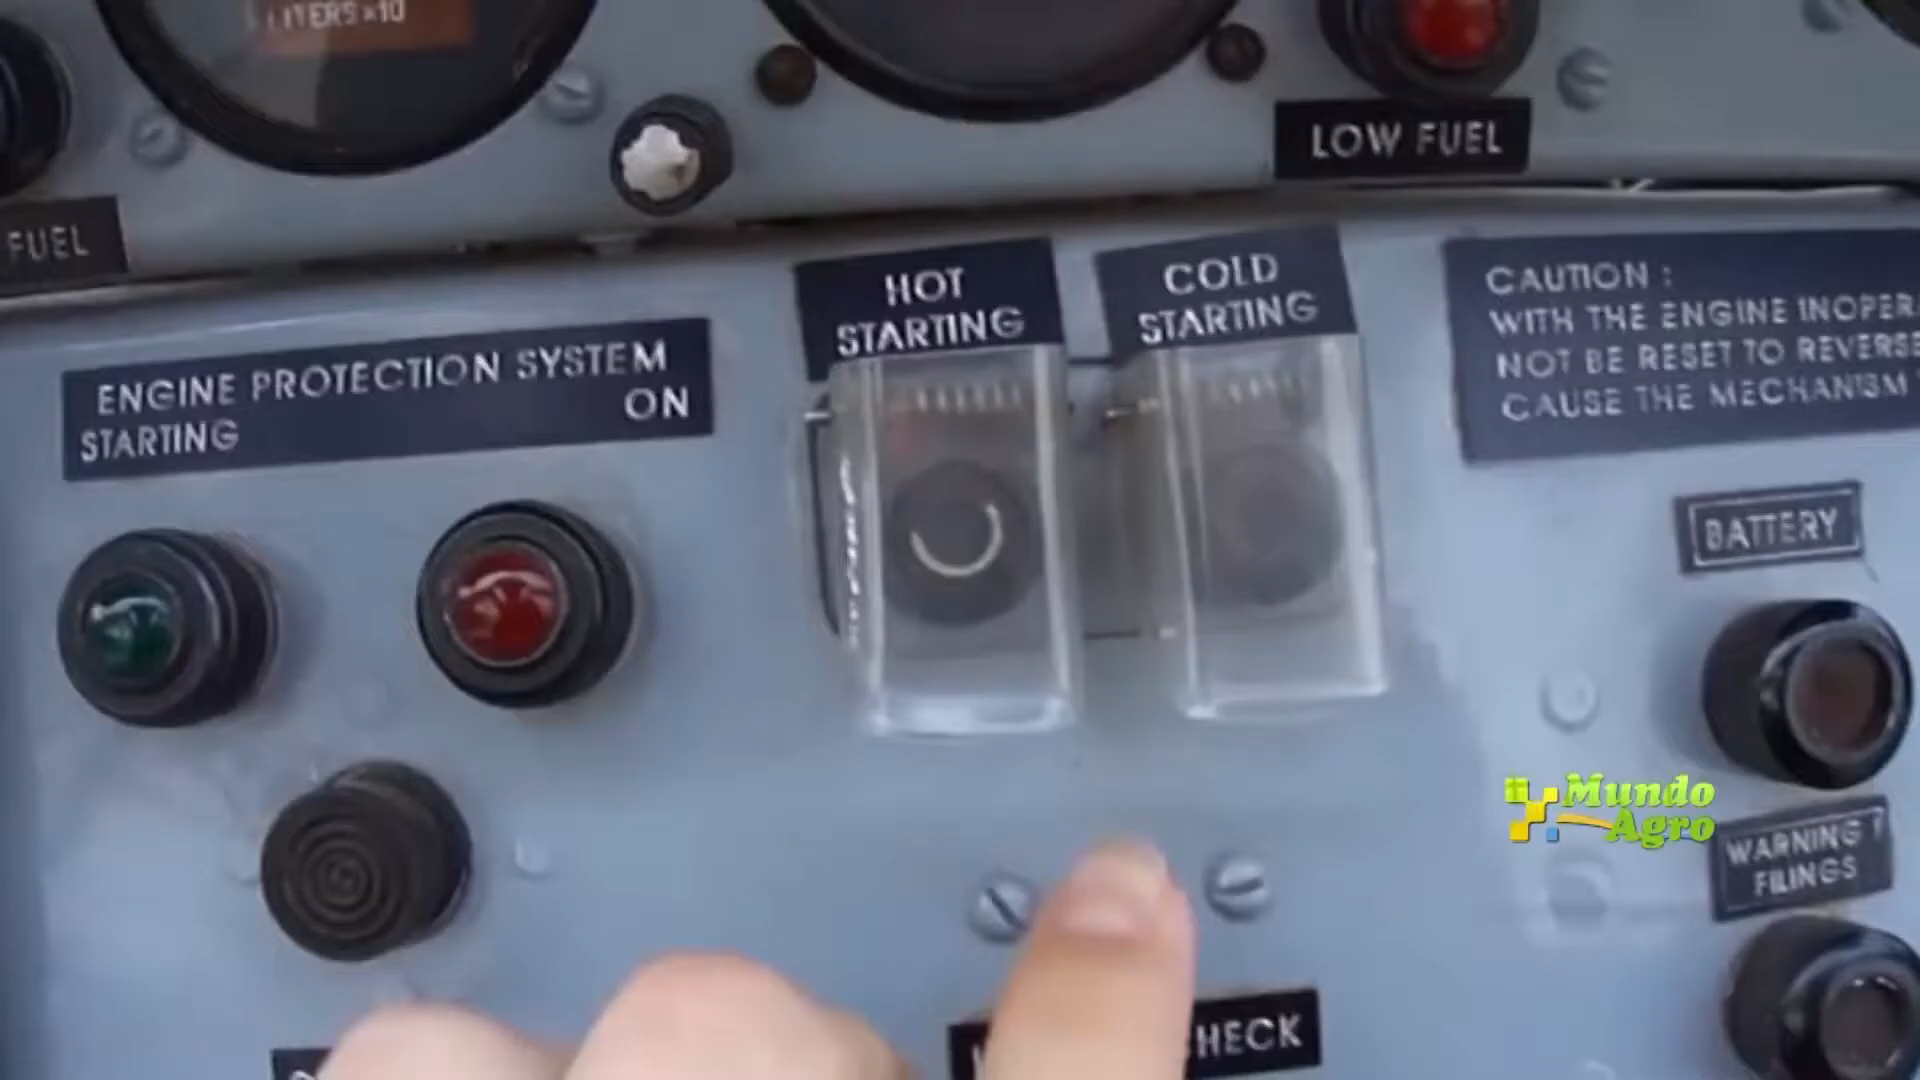 LITERS×10
LOW FUEL
FUEL
HOT
STARTING
COLD
STARTING
CAUTION :
WITH THE ENGINE INOPER
NOT BE RESET TO REVERSE
CAUSE THE MECHANISM
ENGINE PROTECTION SYSTEM
STARTING ON
BATTERY
Mundo
Agro
WARNING !
FILINGS
HECK